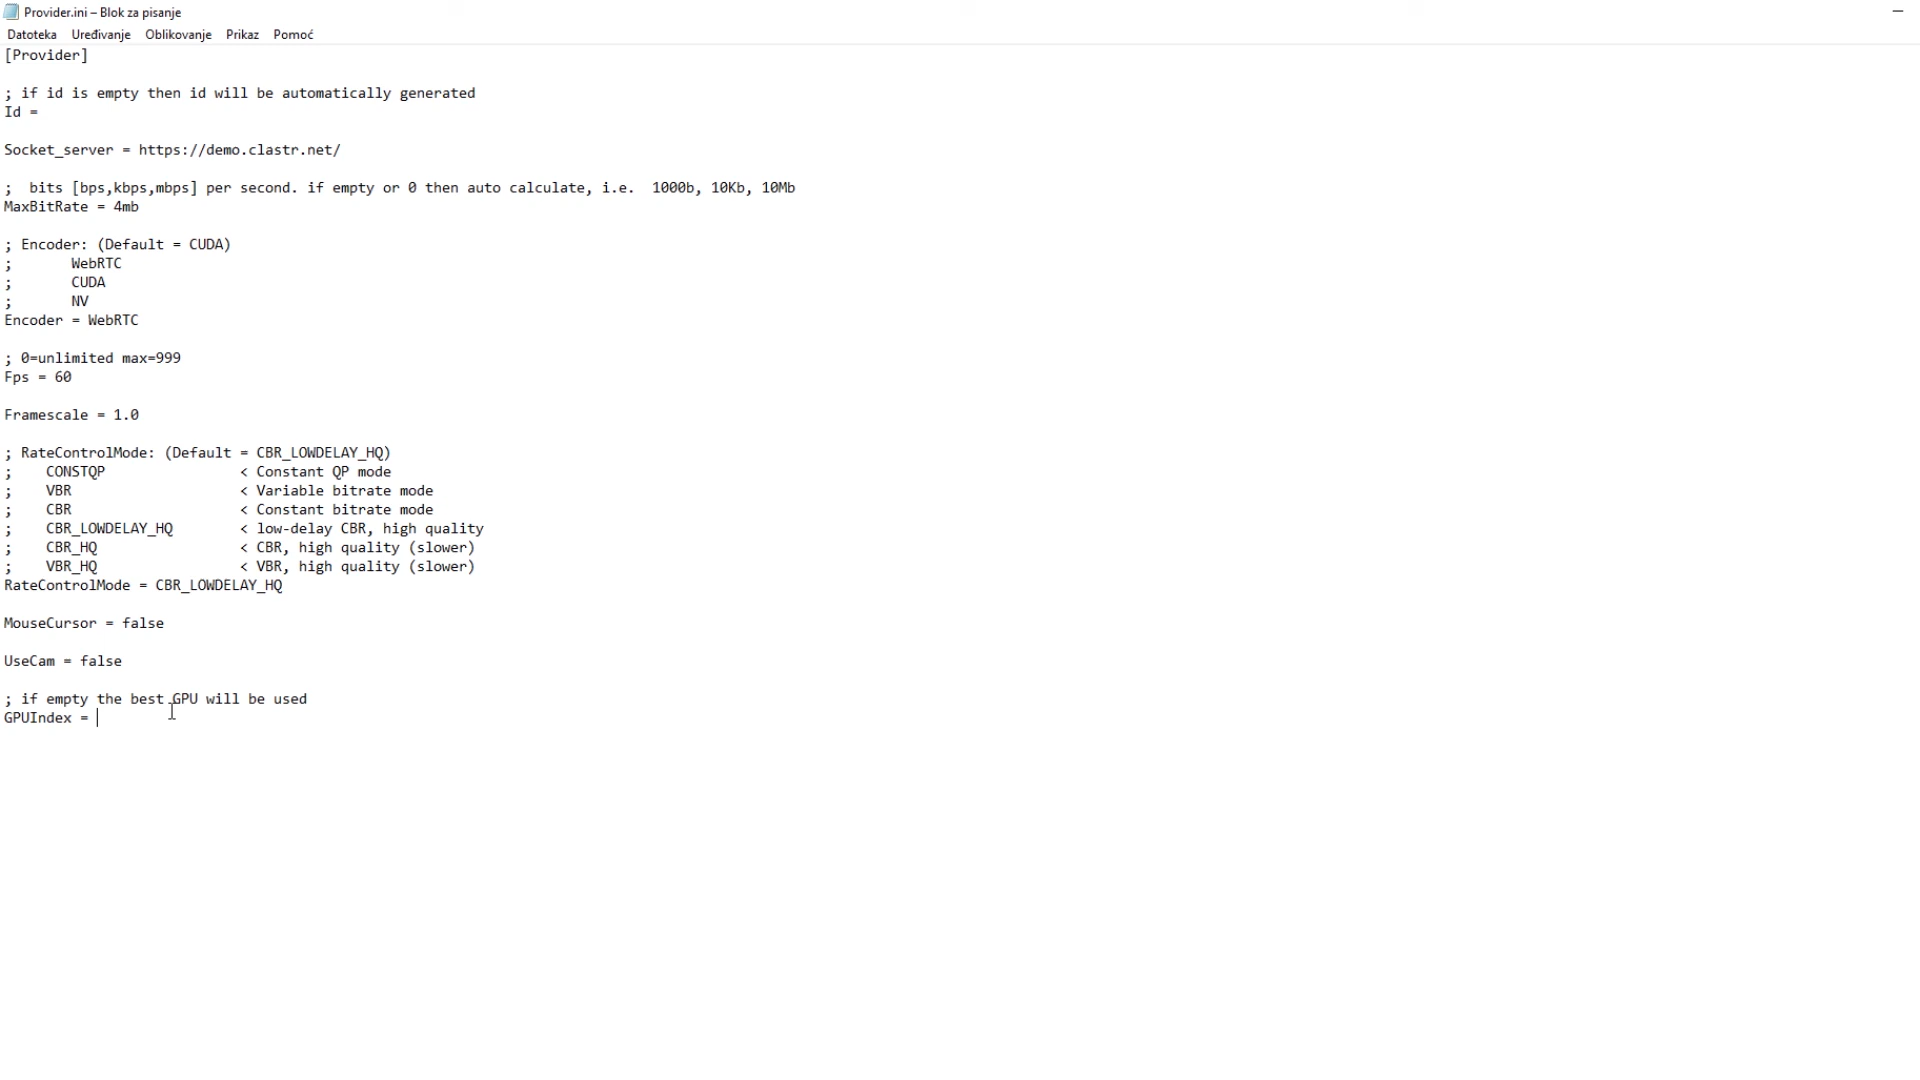 Provider.ini – Blok za pisanje
Datoteka Uređivanje Oblikovanje Prikaz Pomoć
[Provider]
; if id is empty then id will be automatically generated
Id =
Socket_server = https://demo.clastr.net/
;  bits [bps,kbps,mbps] per second. if empty or 0 then auto calculate, i.e.  1000b, 10Kb, 10Mb
MaxBitRate = 4mb
; Encoder: (Default = CUDA)
;       WebRTC
;       CUDA
;       NV
Encoder = WebRTC
; 0=unlimited max=999
Fps = 60
Framescale = 1.0
; RateControlMode: (Default = CBR_LOWDELAY_HQ)
;    CONSTQP                < Constant QP mode
;    VBR                    < Variable bitrate mode
;    CBR                    < Constant bitrate mode
;    CBR_LOWDELAY_HQ        < low-delay CBR, high quality
;    CBR_HQ                 < CBR, high quality (slower)
;    VBR_HQ                 < VBR, high quality (slower)
RateControlMode = CBR_LOWDELAY_HQ
MouseCursor = false
UseCam = false
; if empty the best GPU will be used
GPUIndex =